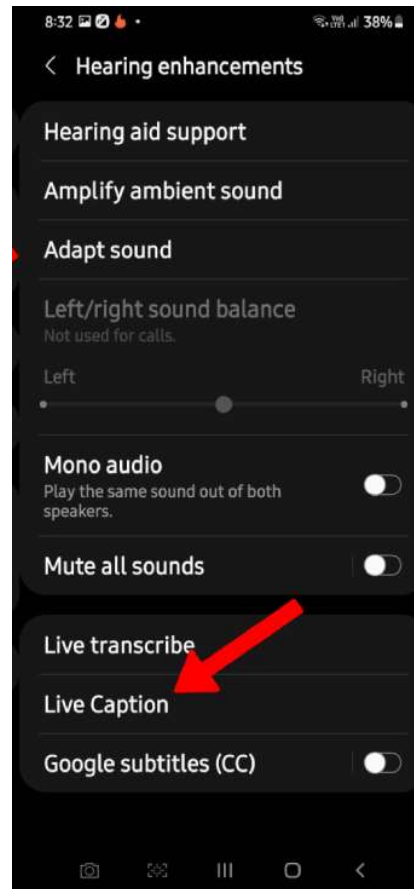 8:32
VoLTE1 38%
Hearing enhancements
Hearing aid support
Amplify ambient sound
Adapt sound
Left/right sound balance
Not used for calls.
Left Right
Mono audio
Play the same sound out of both
speakers.
Mute all sounds
Live transcribe
Live Caption
Google subtitles (CC)